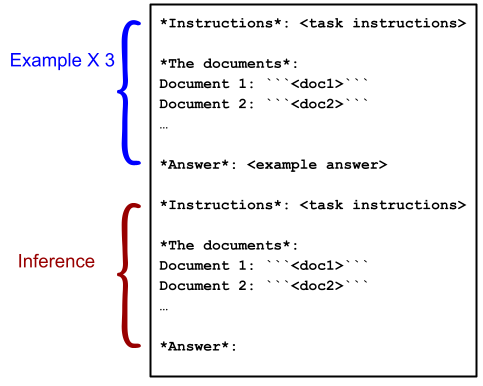 Example X 3
*Instructions*: <task instructions>
*The documents*:
Document 1: ```<doc1>```
Document 2: ```<doc2>```
…
*Answer*: <example answer>
Inference
*Instructions*: <task instructions>
*The documents*:
Document 1: ```<doc1>```
Document 2: ```<doc2>```
…
*Answer*: